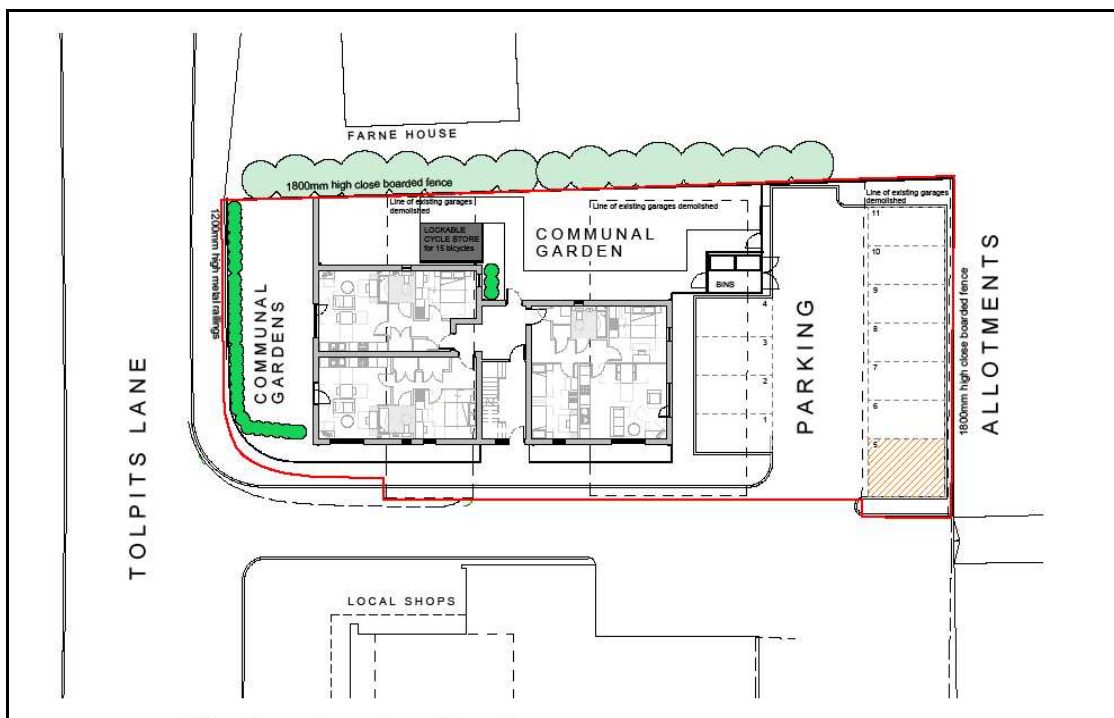 FARNE HOUSE
1800mm high close boarded fence
1200mm high metal railings
Line of existing garages
demolished
LOCKABLE
CYCLE STORE
for 15 bicycles
Line of existing garages demolished
COMMUNAL
GARDEN
Line of existing garages
demolished
BINS
COMMUNAL
GARDENS
TOLPITS LANE
4
3
2
1
PARKING
11
10
9
8
7
6
5
1800mm high close boarded fence
ALLOTMENTS
LOCAL SHOPS